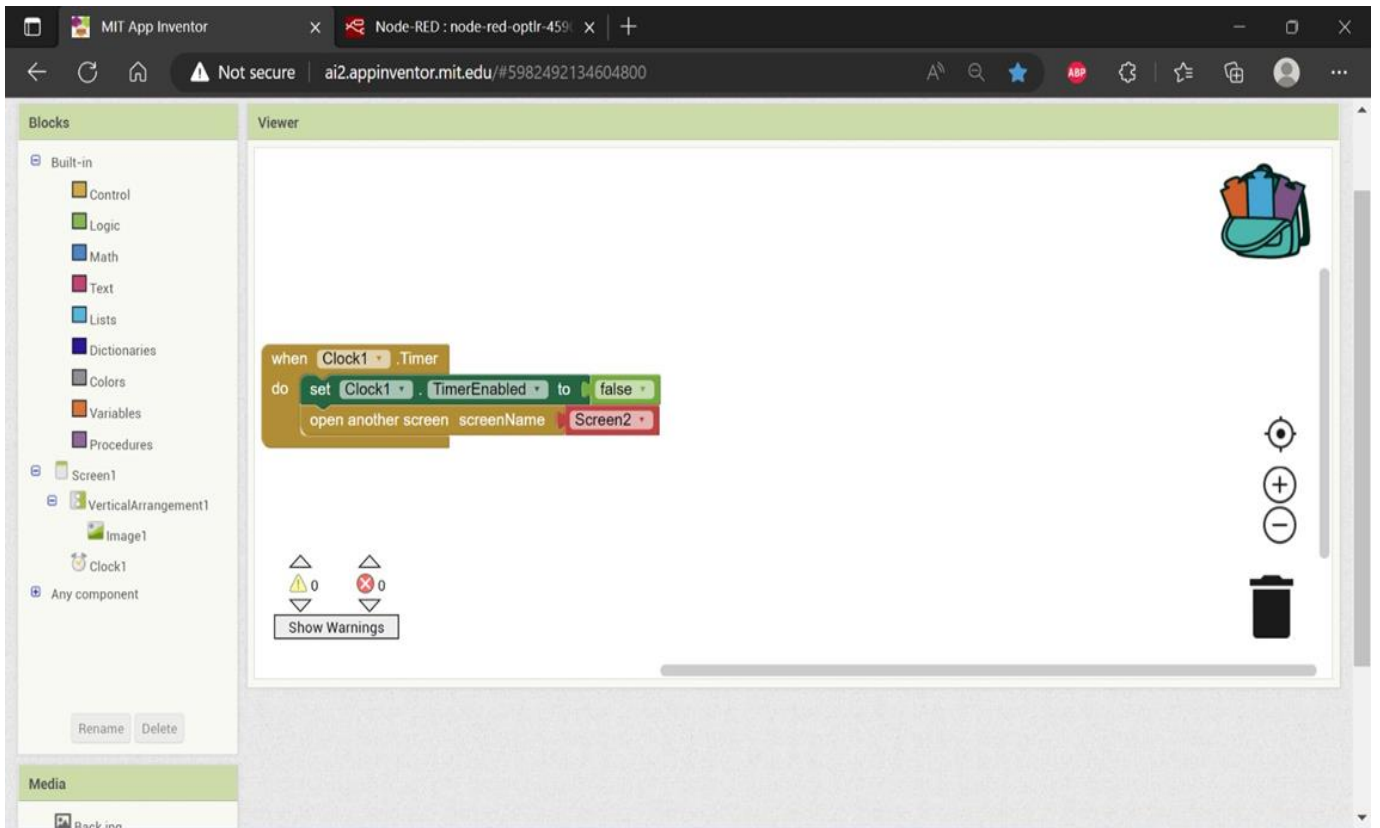 MIT App Inventor
Node-RED : node-red-optlr-459
Not secure ai2.appinventor.mit.edu/#5982492134604800
ABP
Blocks
Viewer
Built-in
Control
Logic
Math
Text
Lists
Dictionaries
Colors
Variables
Procedures
Screen1
VerticalArrangement1
Image1
Clock1
Any component
Rename Delete
Media
when Clock1 .Timer
do set Clock1 . TimerEnabled to false
open another screen screenName Screen2
0 0
Show Warnings